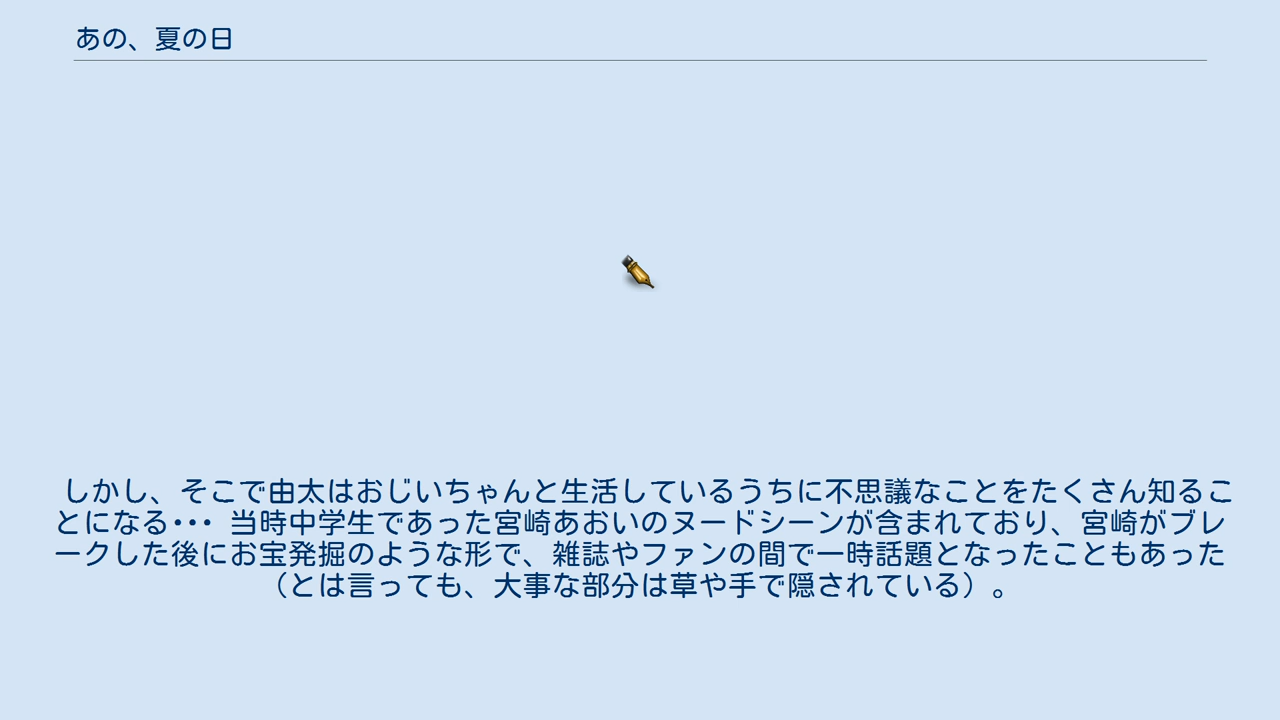 あの、夏の日
しかし、そこで由太はおじいちゃんと生活しているうちに不思議なことをたくさん知るこ
とになる･･･ 当時中学生であった宮崎あおいのヌードシーンが含まれており、宮崎がブレ
ークした後にお宝発掘のような形で、雑誌やファンの間で一時話題となったこともあった
（とは言っても、大事な部分は草や手で隠されている）。